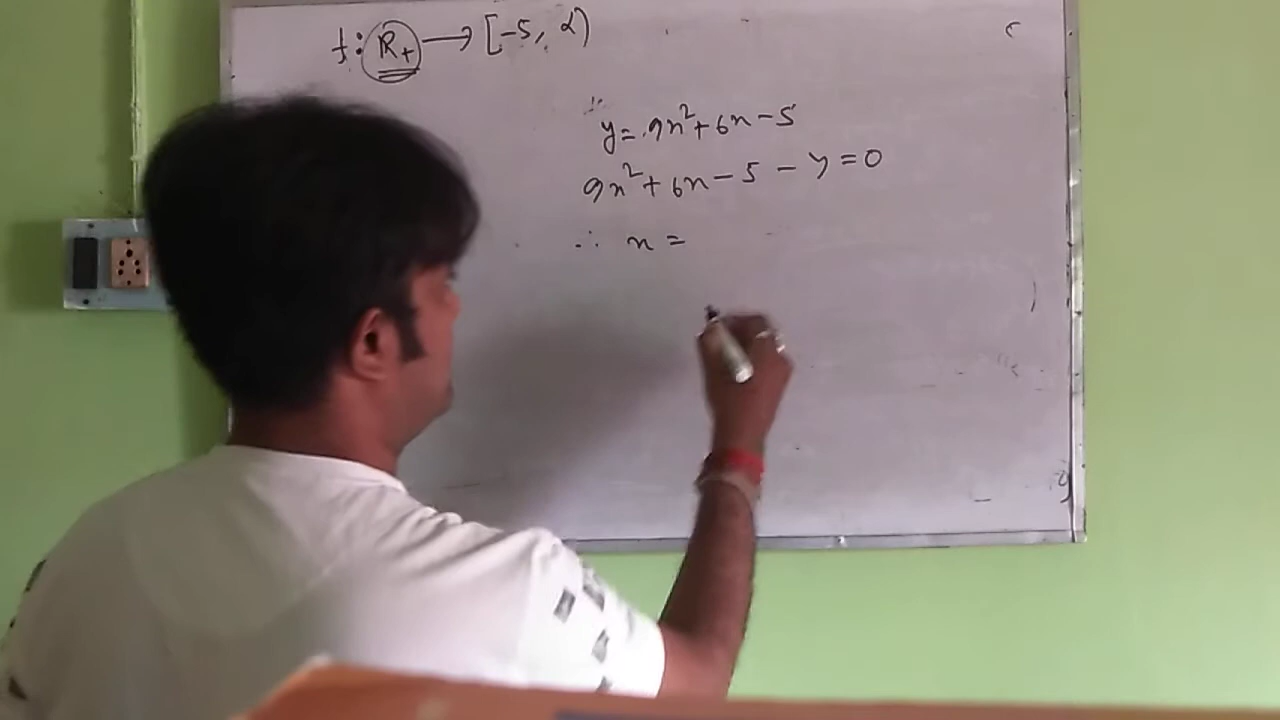 f: R+ → [-5, α)
y = 9x² + 6x - 5
9x² + 6x - 5 - y = 0
∴ x =